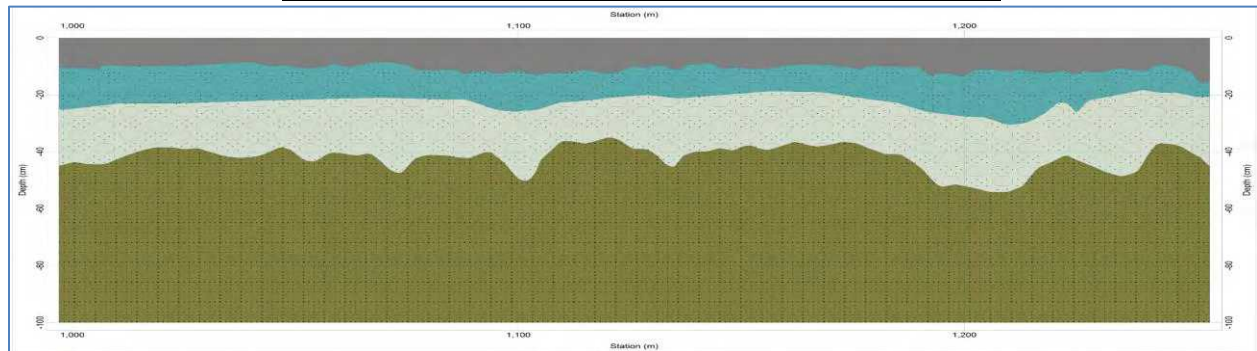 Station (m)
1,000 1,100 1,200
0 0
-20 -20
-40 -40
Depth (cm) Depth (cm)
-60 -60
-80 -80
-100 -100
1,000 1,100 1,200
Station (m)